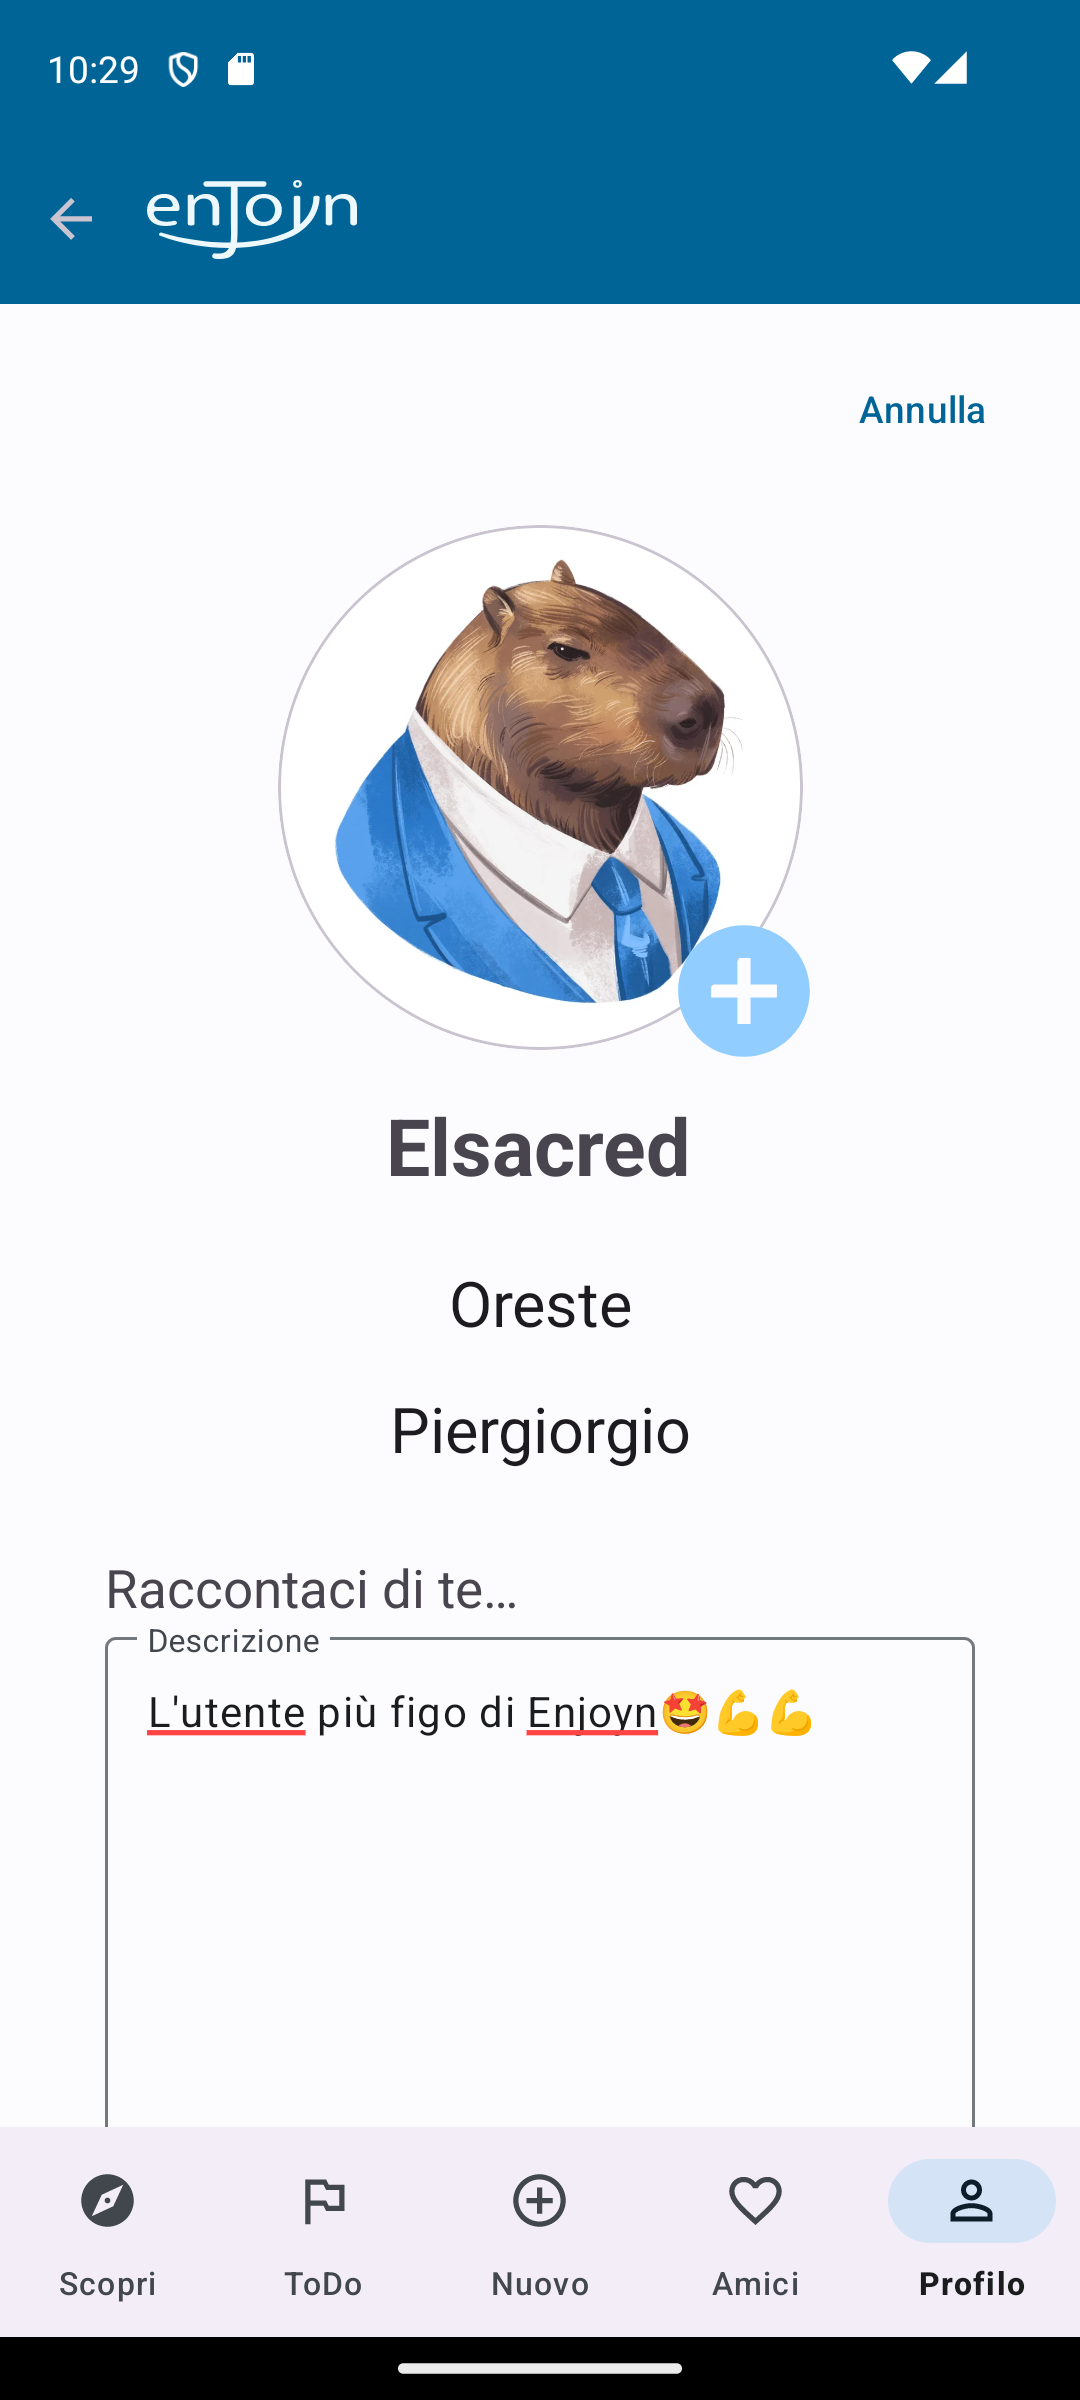 10:29
enJoyn
Annulla
Elsacred
Oreste
Piergiorgio
Raccontaci di te...
Descrizione
L'utente più figo di Enjoyn🤩💪💪
Scopri
ToDo
Nuovo
Amici
Profilo